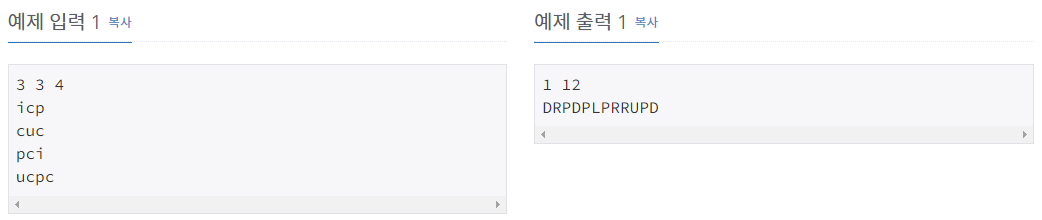 예제 입력 1 복사
3 3 4
icp
cuc
pci
ucpc
예제 출력 1 복사
1 12
DRPDPLPRRUPD